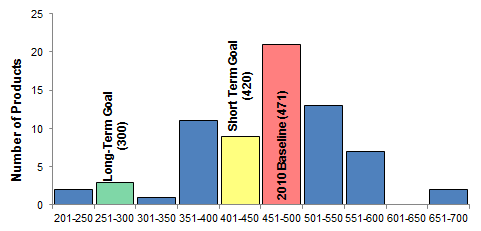 25
20
15
10
5
0
Number of Products
Long-Term Goal
(300)
Short Term Goal
(420)
2010 Baseline (471)
201-250 251-300 301-350 351-400 401-450 451-500 501-550 551-600 601-650 651-700